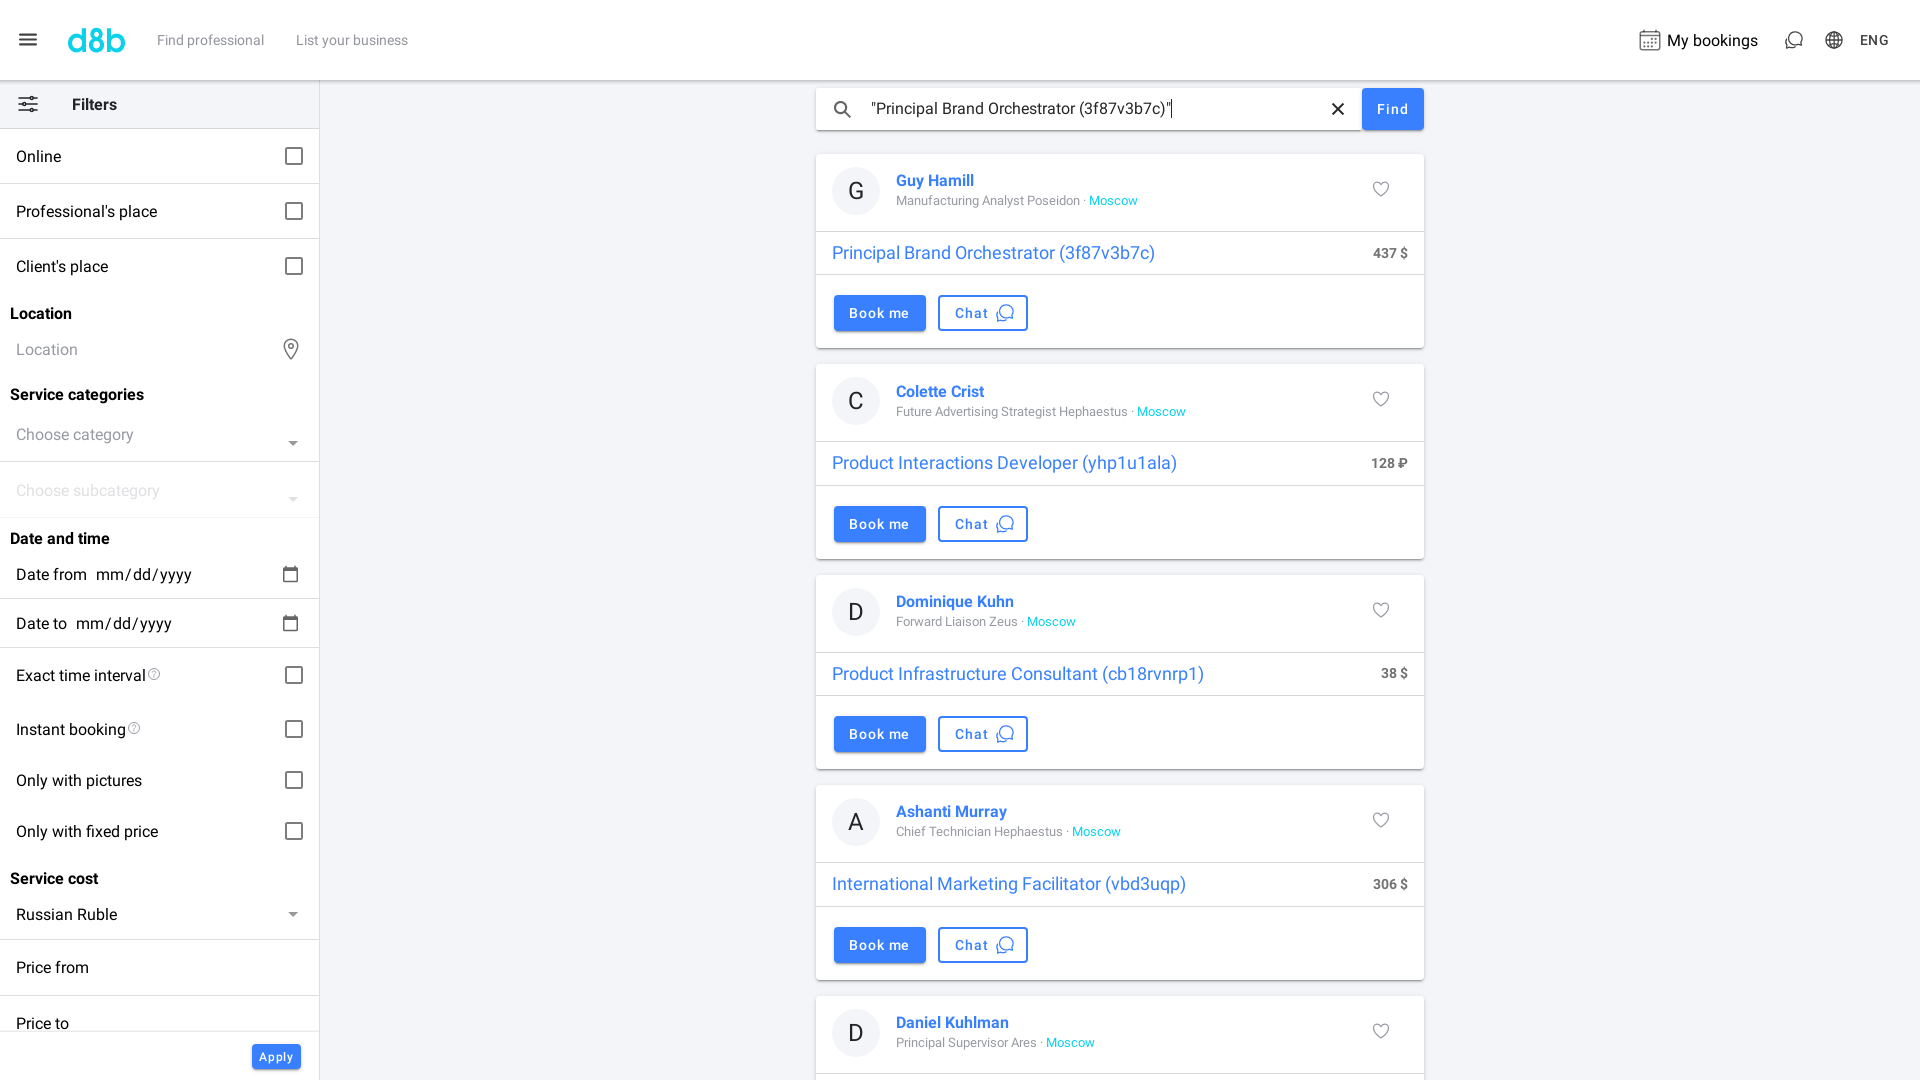 d8b
Find professional
List your business
My bookings
ENG
Filters
Online
Professional's place
Client's place
Location
Location
Service categories
Choose category
Choose subcategory
Date and time
Date from mm/dd/yyyy
Date to mm/dd/yyyy
Exact time interval
Instant booking
Only with pictures
Only with fixed price
Service cost
Russian Ruble
Price from
Price to
Apply
"Principal Brand Orchestrator (3f87v3b7c)"
Find
G
Guy Hamill
Manufacturing Analyst Poseidon · Moscow
Principal Brand Orchestrator (3f87v3b7c) 437 $
Book me Chat
C
Colette Crist
Future Advertising Strategist Hephaestus · Moscow
Product Interactions Developer (yhp1u1ala) 128 ₽
Book me Chat
D
Dominique Kuhn
Forward Liaison Zeus · Moscow
Product Infrastructure Consultant (cb18rvnrp1) 38 $
Book me Chat
A
Ashanti Murray
Chief Technician Hephaestus · Moscow
International Marketing Facilitator (vbd3uqp) 306 $
Book me Chat
D
Daniel Kuhlman
Principal Supervisor Ares · Moscow